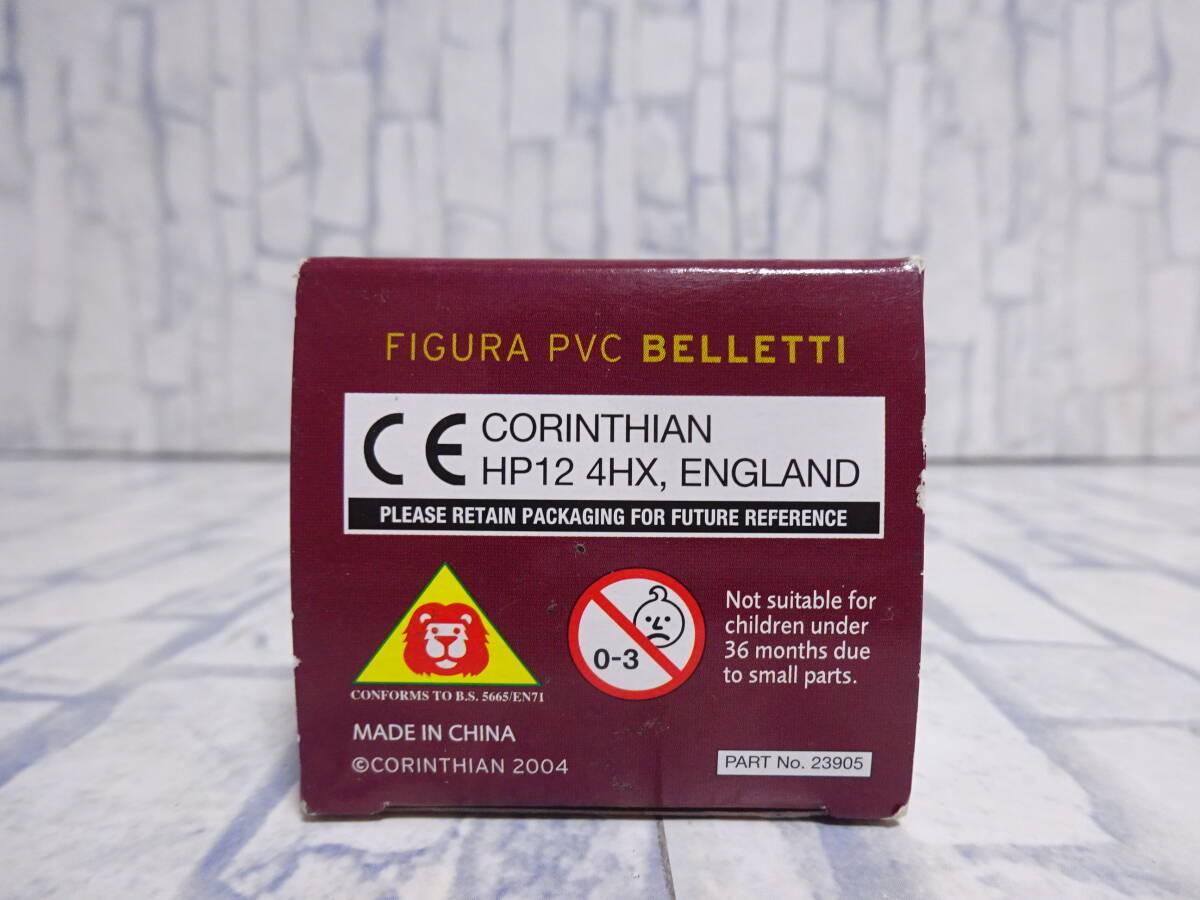 FIGURA PVC BELLETTI
CE CORINTHIAN
HP12 4HX, ENGLAND
PLEASE RETAIN PACKAGING FOR FUTURE REFERENCE
0-3
Not suitable for
children under
36 months due
to small parts.
CONFORMS TO B.S. 5665/EN71
MADE IN CHINA
©CORINTHIAN 2004
PART No. 23905